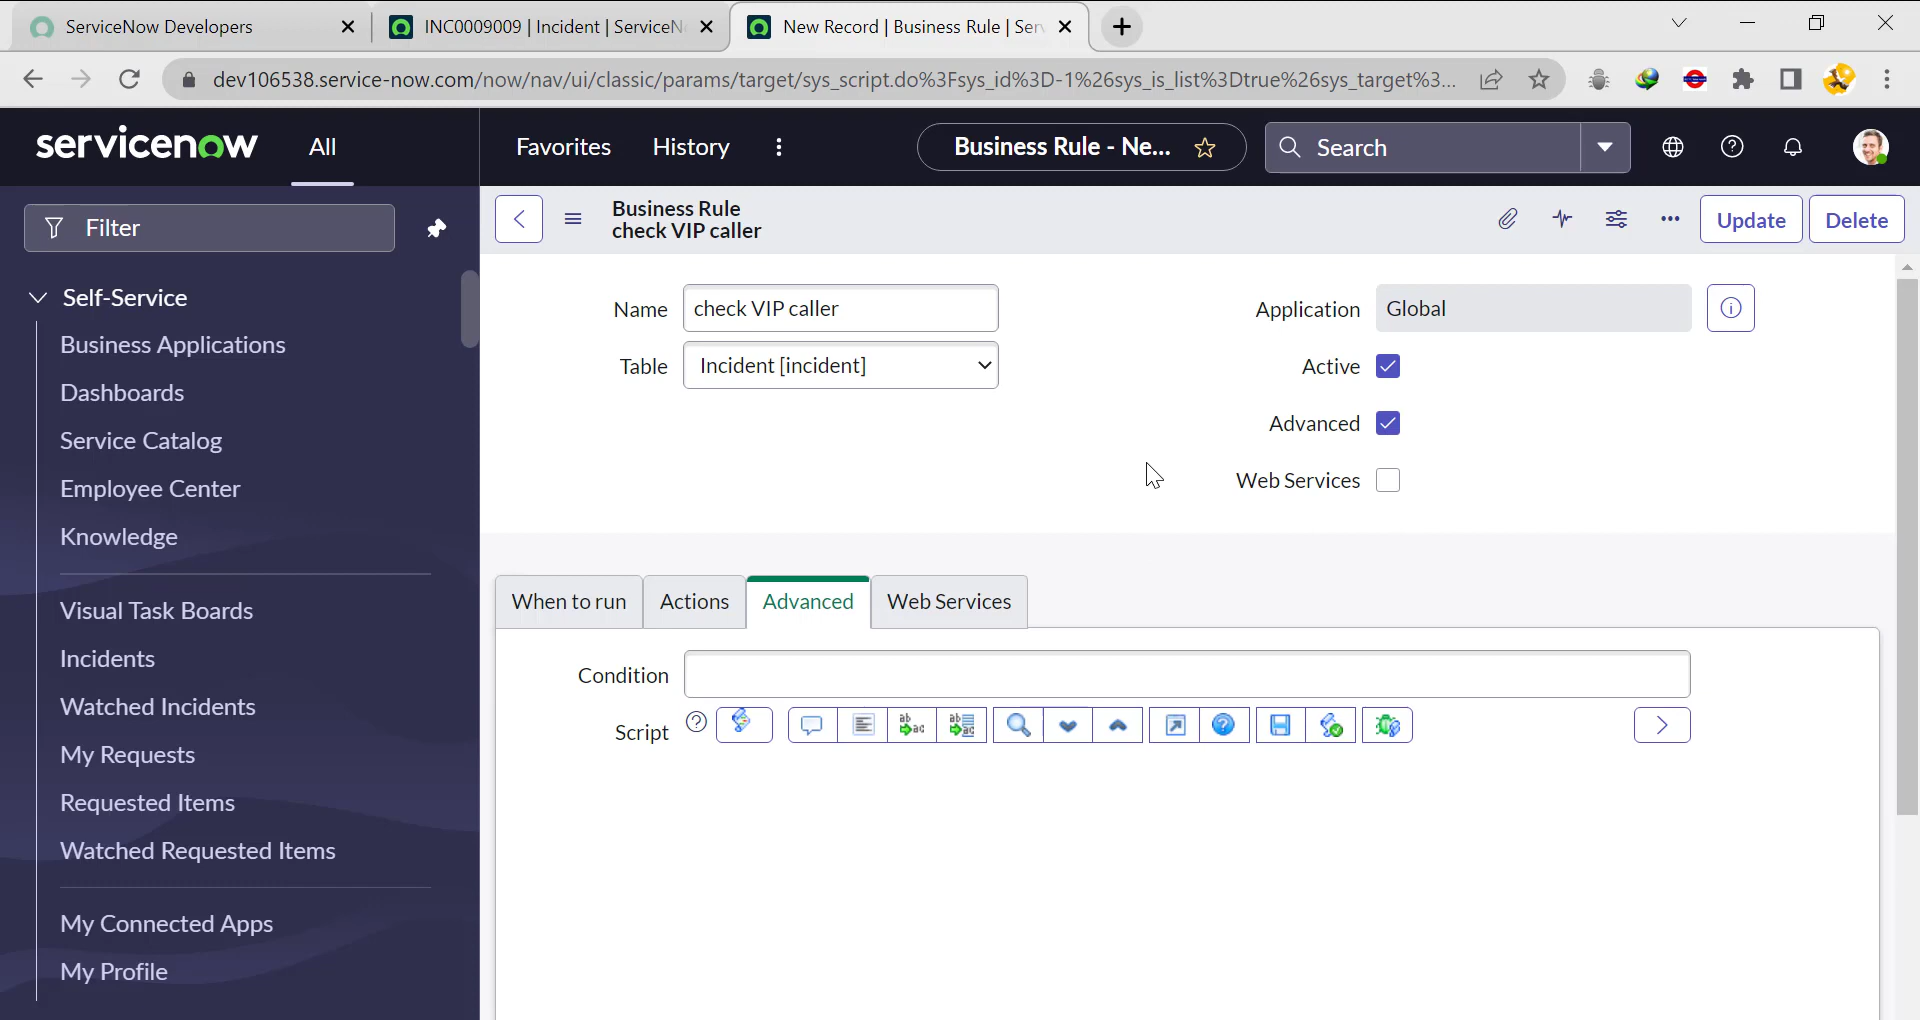 ServiceNow Developers
INC0009009 | Incident | ServiceN
New Record | Business Rule | Ser
dev106538.service-now.com/now/nav/ui/classic/params/target/sys_script.do%3Fsys_id%3D-1%26sys_is_list%3Dtrue%26sys_target%3...
servicenow
All
Favorites
History
Business Rule - Ne...
Search
Filter
Business Rule
check VIP caller
Update
Delete
Self-Service
Business Applications
Dashboards
Service Catalog
Employee Center
Knowledge
Visual Task Boards
Incidents
Watched Incidents
My Requests
Requested Items
Watched Requested Items
My Connected Apps
My Profile
Name
check VIP caller
Application
Global
Table
Incident [incident]
Active
Advanced
Web Services
When to run
Actions
Advanced
Web Services
Condition
Script